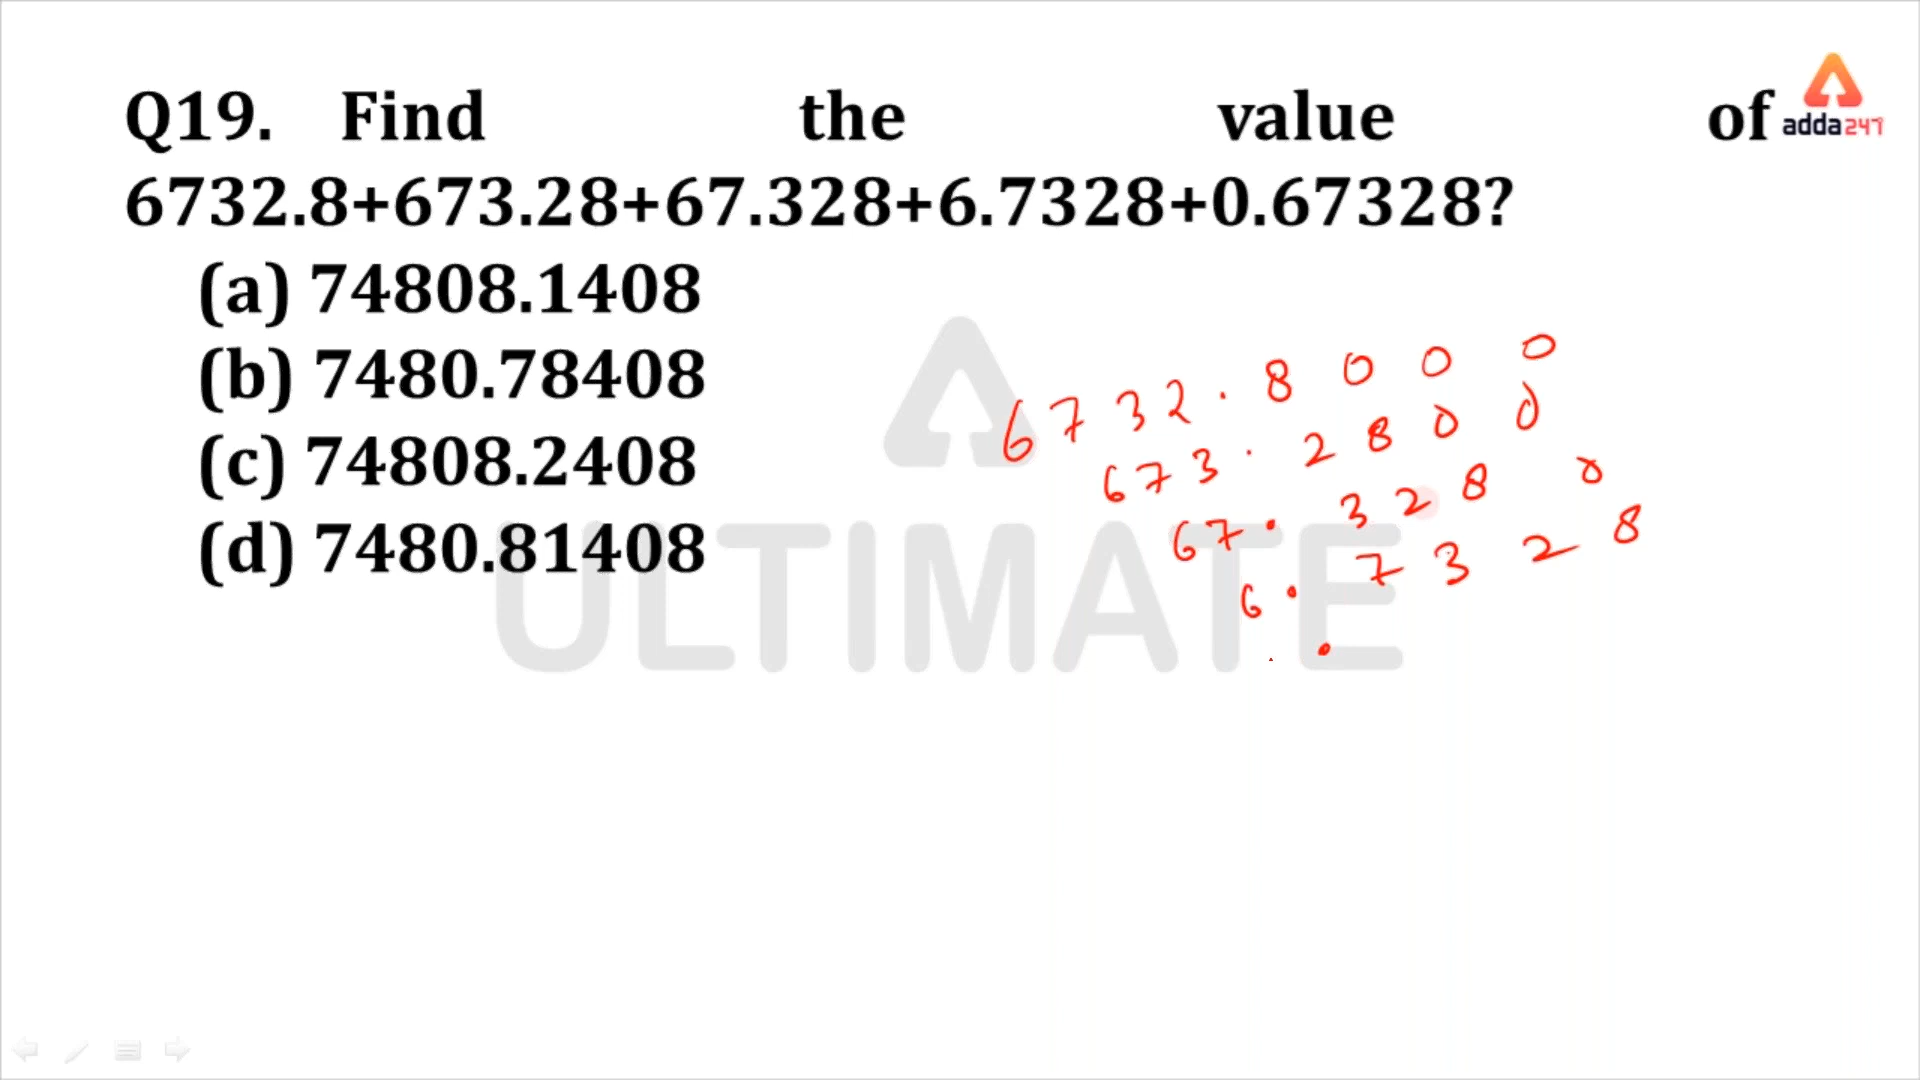 Q19. Find the value of
adda247
6732.8+673.28+67.328+6.7328+0.67328?
(a) 74808.1408
(b) 7480.78408
(c) 74808.2408
(d) 7480.81408
6732.8000
673.2800
67.3280
6.7328
.
ULTIMATE